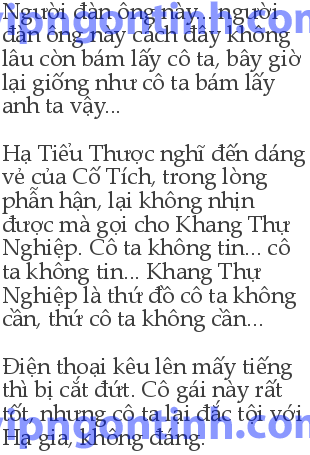 Người đàn ông này... người
đàn ông này cách đây không
lâu còn bám lấy cô ta, bây giờ
lại giống như cô ta bám lấy
anh ta vậy...
Hạ Tiểu Thược nghĩ đến dáng
vẻ của Cố Tích, trong lòng
phẫn hận, lại không nhịn
được mà gọi cho Khang Thự
Nghiệp. Cô ta không tin... cô
ta không tin... Khang Thự
Nghiệp là thứ đồ cô ta không
cần, thứ cô ta không cần...
Điện thoại kêu lên mấy tiếng
thì bị cắt đứt. Cô gái này rất
tốt, nhưng cô ta lại đắc tội với
Hạ gia, không đáng.
vipngontinh.com
vipngontinh.com